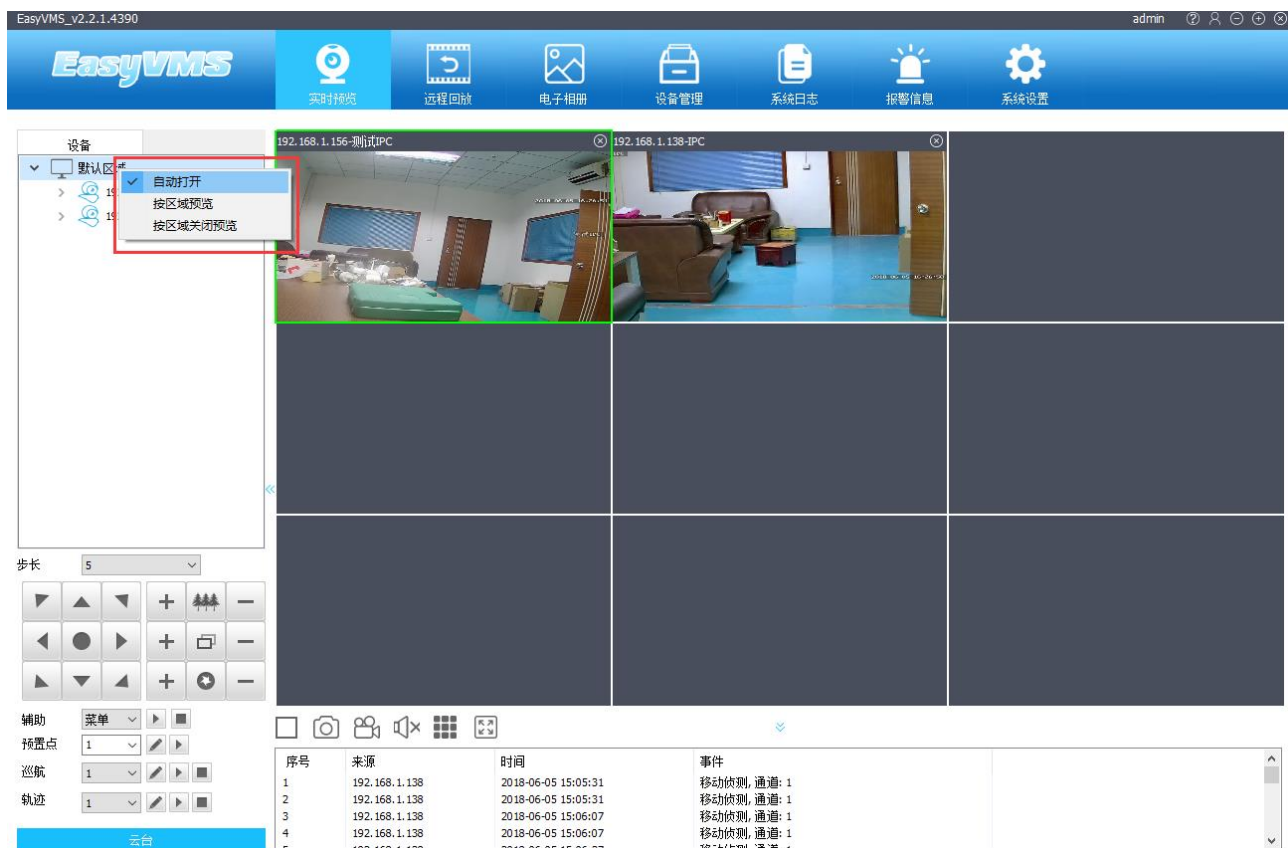 EasyVMS_v2.2.1.4390 admin
EasyVMS
实时预览 远程回放 电子相册 设备管理 系统日志 报警信息 系统设置
设备
默认区域
自动打开
按区域预览
按区域关闭预览
192.168.1.156-测试IPC
192.168.1.138-IPC
步长 5
辅助 菜单
预置点 1
巡航 1
轨迹 1
云台
序号 来源 时间 事件
1 192.168.1.138 2018-06-05 15:05:31 移动侦测, 通道: 1
2 192.168.1.138 2018-06-05 15:05:31 移动侦测, 通道: 1
3 192.168.1.138 2018-06-05 15:06:07 移动侦测, 通道: 1
4 192.168.1.138 2018-06-05 15:06:07 移动侦测, 通道: 1